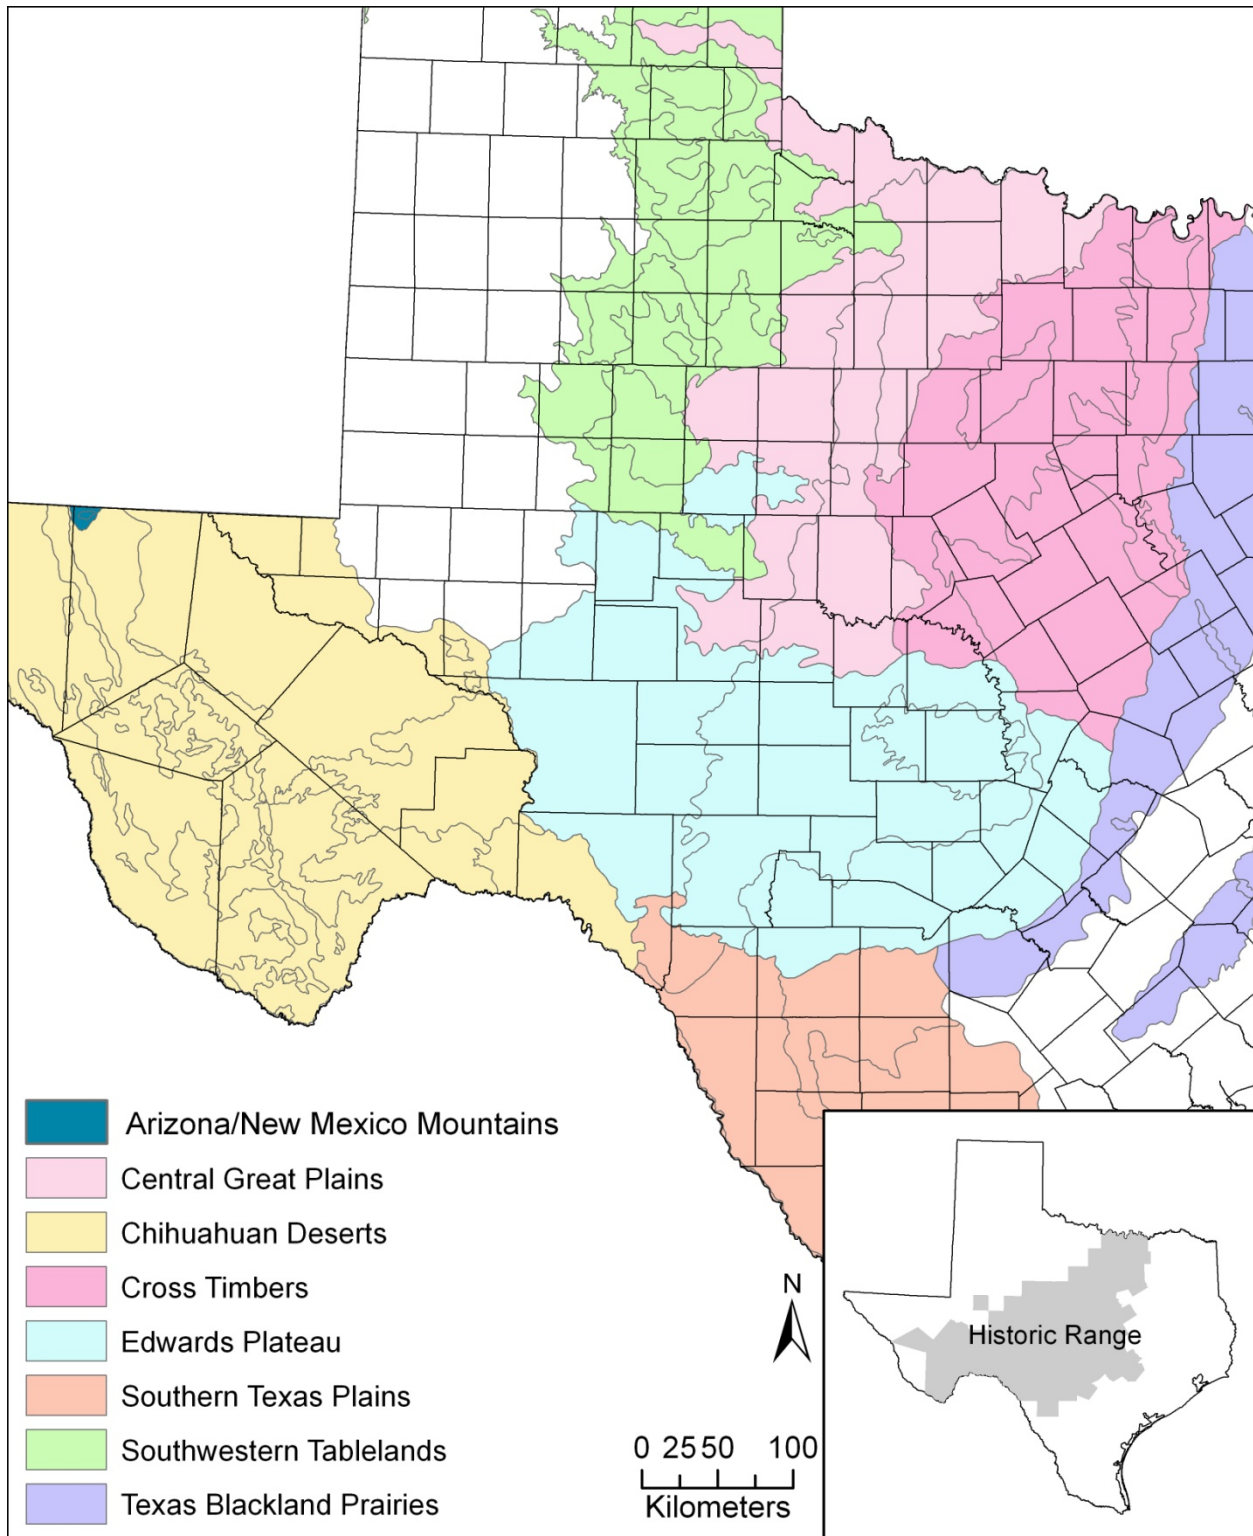 Arizona/New Mexico Mountains
Central Great Plains
Chihuahuan Deserts
Cross Timbers
Edwards Plateau
Southern Texas Plains
Southwestern Tablelands
Texas Blackland Prairies
N
0 25 50 100
Kilometers
Historic Range